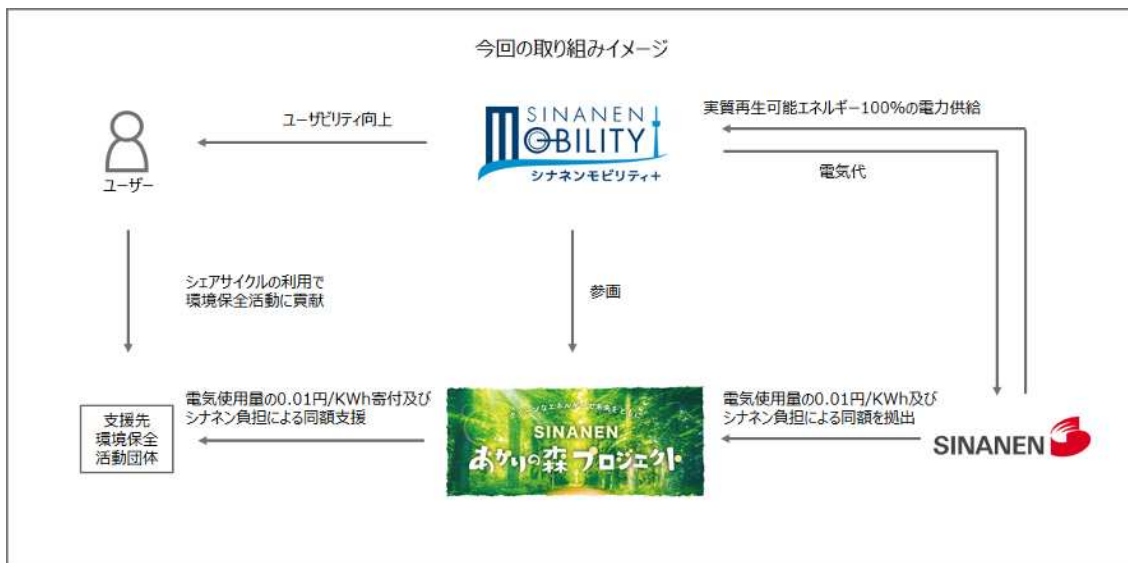 今回の取り組みイメージ
ユーザビリティ向上
SINANEN
MOBILITY
シナネンモビリティ+
実質再生可能エネルギー100%の電力供給
電気代
ユーザー
シェアサイクルの利用で
環境保全活動に貢献
参画
支援先
環境保全
活動団体
電気使用量の0.01円/KWh寄付及び
シナネン負担による同額支援
SINANEN
あかりの森プロジェクト
電気使用量の0.01円/KWh及び
シナネン負担による同額を拠出
SINANEN